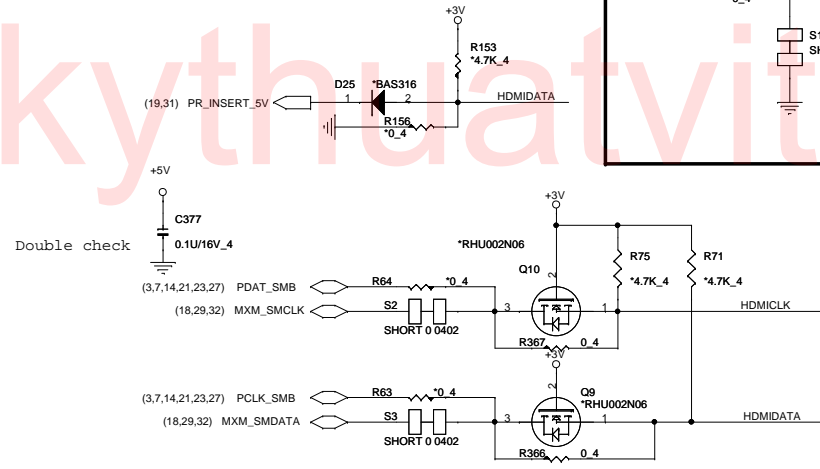 +3V
R153
*4.7K_4
S1
SH
D25
*BAS316
(19,31) PR_INSERT_5V
1
2
HDMIDATA
R156
*0_4
kythuatvit
+5V
C377
0.1U/16V_4
Double check
+3V
*RHU002N06
Q10
2
R75
*4.7K_4
R71
*4.7K_4
(3,7,14,21,23,27) PDAT_SMB
R64
*0_4
(18,29,32) MXM_SMCLK
S2
SHORT 0 0402
3
1
HDMICLK
R367
0_4
+3V
2
Q9
*RHU002N06
(3,7,14,21,23,27) PCLK_SMB
R63
*0_4
(18,29,32) MXM_SMDATA
S3
SHORT 0 0402
3
1
HDMIDATA
R366
0_4